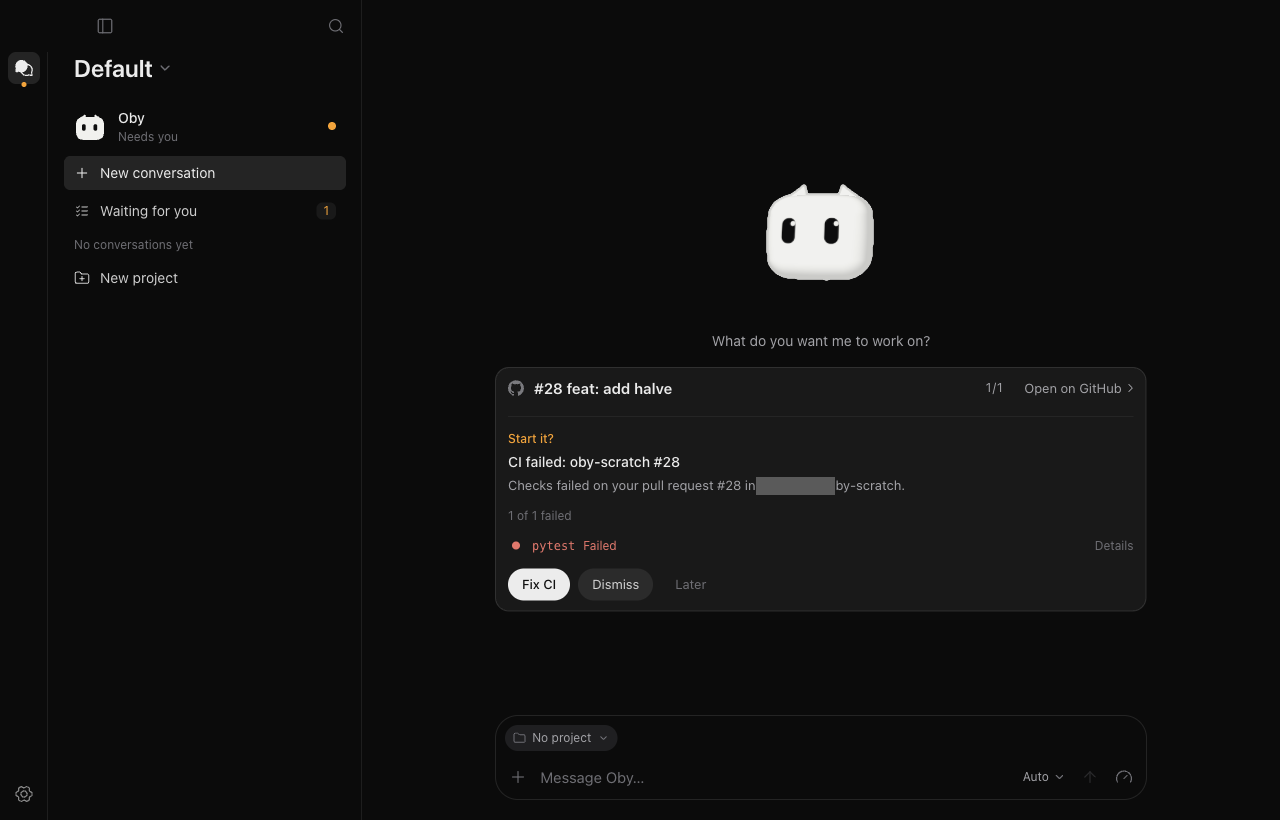 Default
Oby
Needs you
New conversation
Waiting for you 1
No conversations yet
New project
What do you want me to work on?
#28 feat: add halve 1/1 Open on GitHub
Start it?
CI failed: oby-scratch #28
Checks failed on your pull request #28 in by-scratch.
1 of 1 failed
pytest Failed Details
Fix CI Dismiss Later
No project
Message Oby... Auto